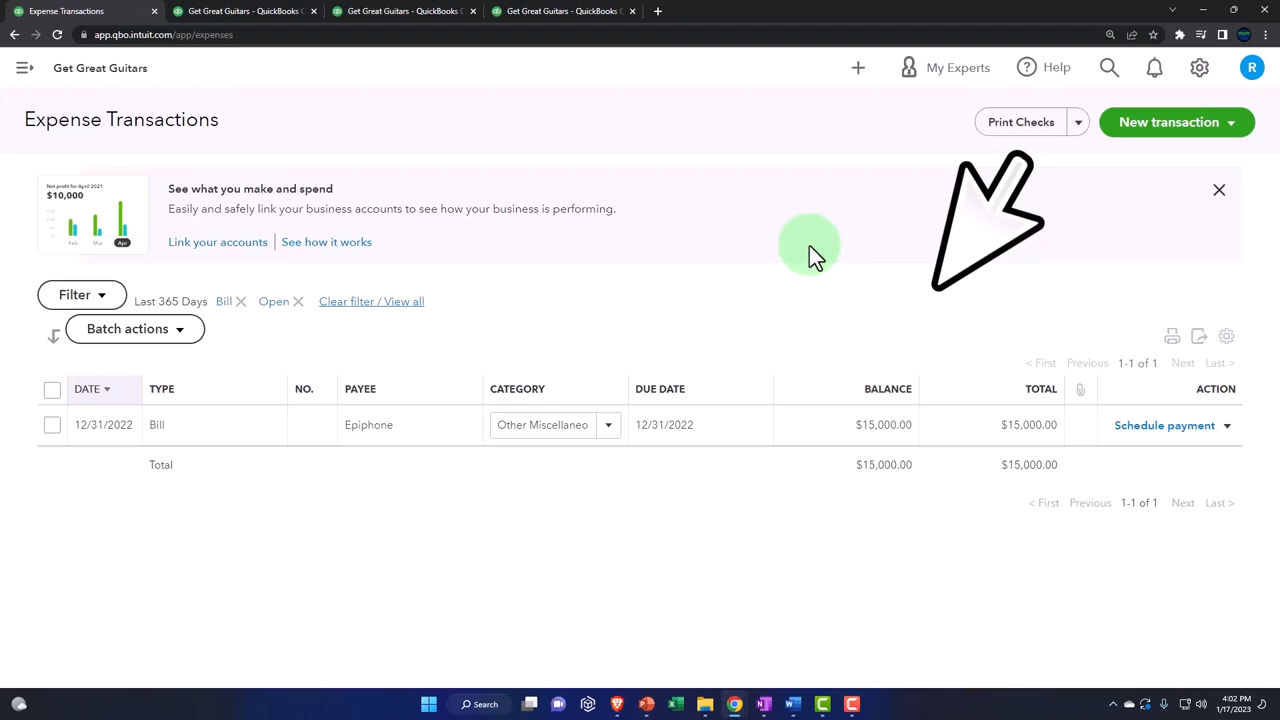 Expense Transactions
Get Great Guitars - QuickBooks C
Get Great Guitars - QuickBooks C
Get Great Guitars - QuickBooks C
app.qbo.intuit.com/app/expenses
Get Great Guitars
My Experts
Help
R
Expense Transactions
Print Checks
New transaction
Net profit for April 2021
$10,000
Feb Mar Apr
See what you make and spend
Easily and safely link your business accounts to see how your business is performing.
Link your accounts
See how it works
Filter
Last 365 Days
Bill
Open
Clear filter / View all
Batch actions
< First Previous 1-1 of 1 Next Last >
DATE TYPE NO. PAYEE CATEGORY DUE DATE BALANCE TOTAL ACTION
12/31/2022 Bill Epiphone Other Miscellaneo 12/31/2022 $15,000.00 $15,000.00 Schedule payment
Total $15,000.00 $15,000.00
< First Previous 1-1 of 1 Next Last >
Search
4:02 PM
1/17/2023